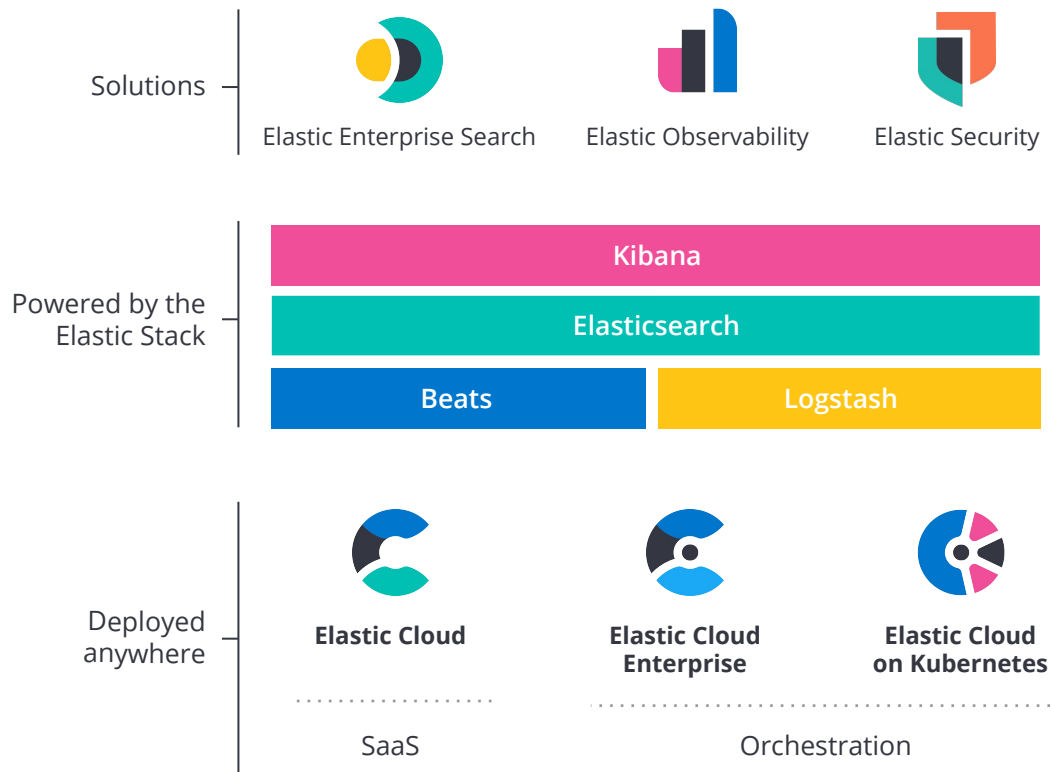 Solutions
Elastic Enterprise Search
Elastic Observability
Elastic Security
Powered by the
Elastic Stack
Kibana
Elasticsearch
Beats
Logstash
Deployed
anywhere
Elastic Cloud
Elastic Cloud
Enterprise
Elastic Cloud
on Kubernetes
SaaS
Orchestration